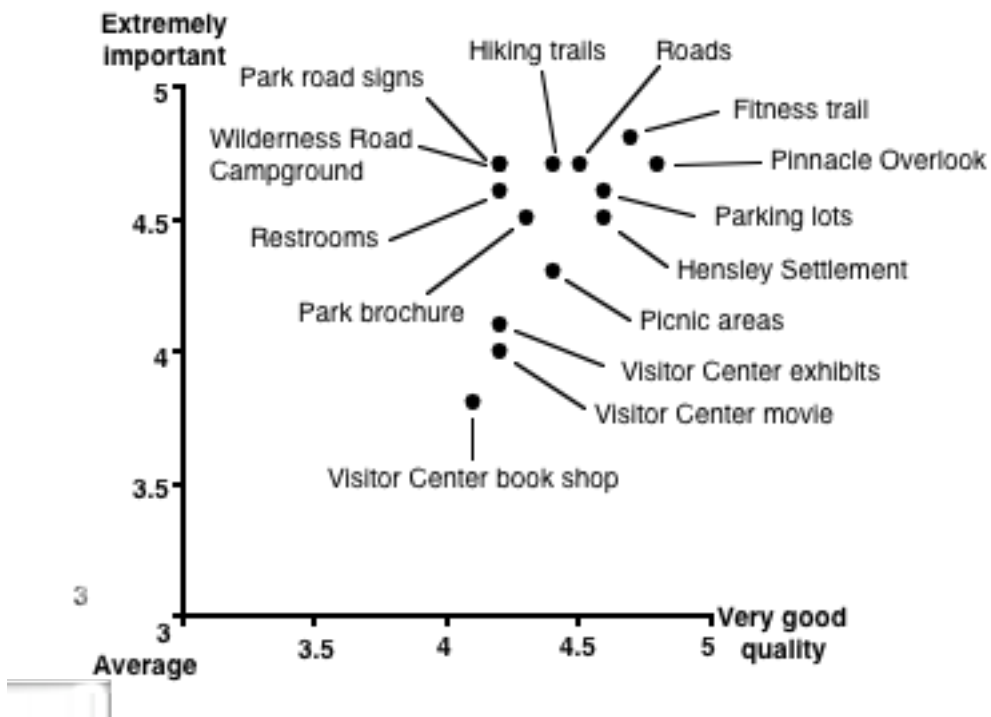 Extremely
important
Hiking trails
Roads
Park road signs
5
Fitness trail
Wilderness Road
Campground
Pinnacle Overlook
4.5
Parking lots
Restrooms
Hensley Settlement
Park brochure
Picnic areas
4
Visitor Center exhibits
Visitor Center movie
Visitor Center book shop
3.5
3
3
3.5
4
4.5
5
Very good
quality
Average